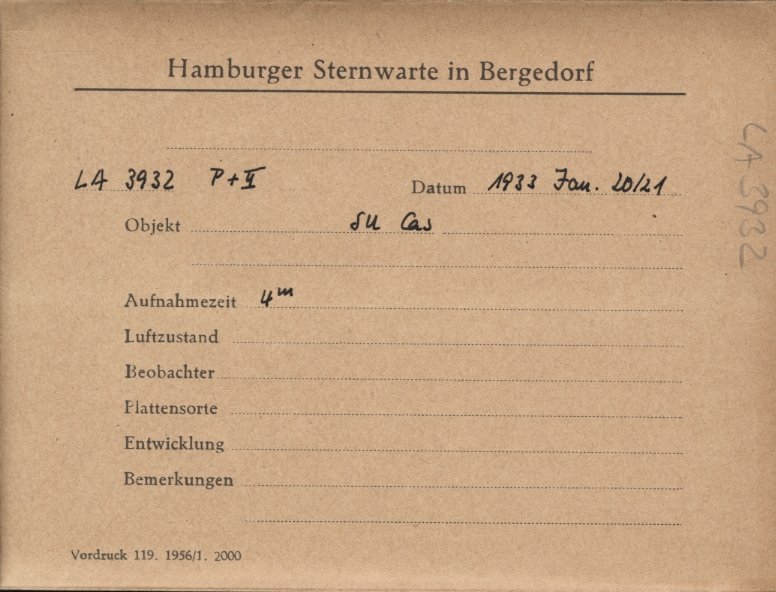 Hamburger Sternwarte in Bergedorf
LA 3932 P+V Datum 1933 Jan. 20/21
Objekt SU Cas
Aufnahmezeit 4m
Luftzustand
Beobachter
Plattensorte
Entwicklung
Bemerkungen
Vordruck 119. 1956/1. 2000
LA 3932